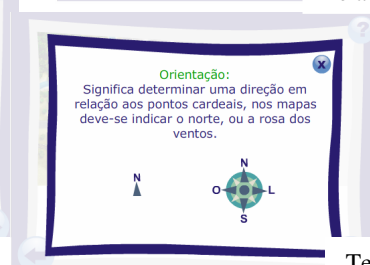 x
Orientação:
Significa determinar uma direção em
relação aos pontos cardeais, nos mapas
deve-se indicar o norte, ou a rosa dos
ventos.
N
N
O
L
S
Te